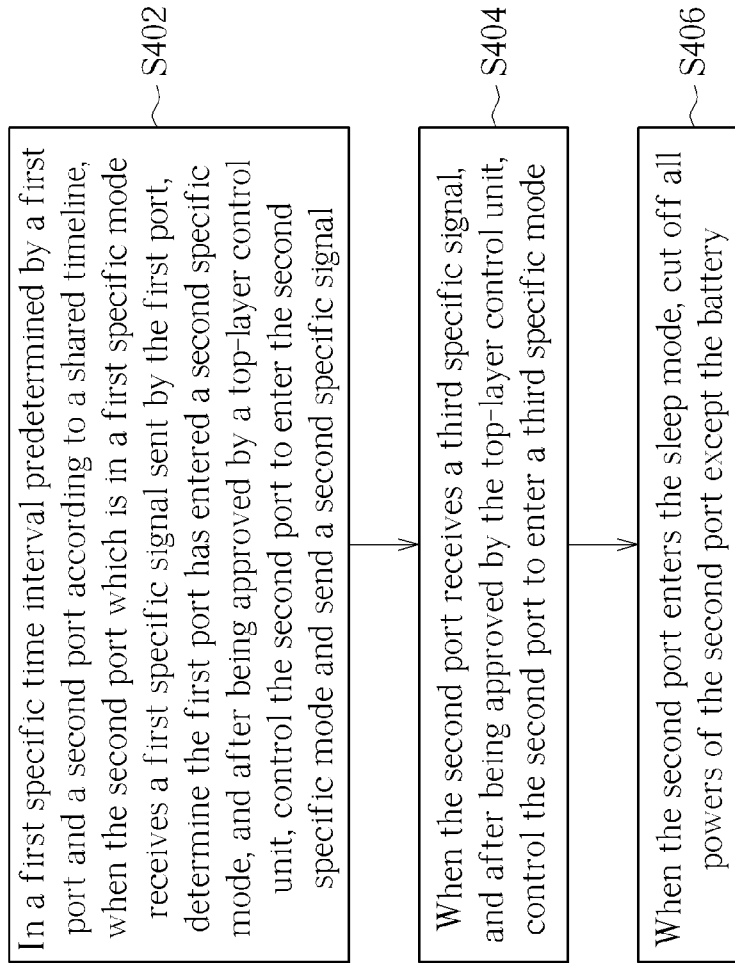 In a first specific time interval predetermined by a first
port and a second port according to a shared timeline,
when the second port which is in a first specific mode
receives a first specific signal sent by the first port,
determine the first port has entered a second specific
mode, and after being approved by a top-layer control
unit, control the second port to enter the second
specific mode and send a second specific signal
S402
When the second port receives a third specific signal,
and after being approved by the top-layer control unit,
control the second port to enter a third specific mode
S404
When the second port enters the sleep mode, cut off all
powers of the second port except the battery
S406